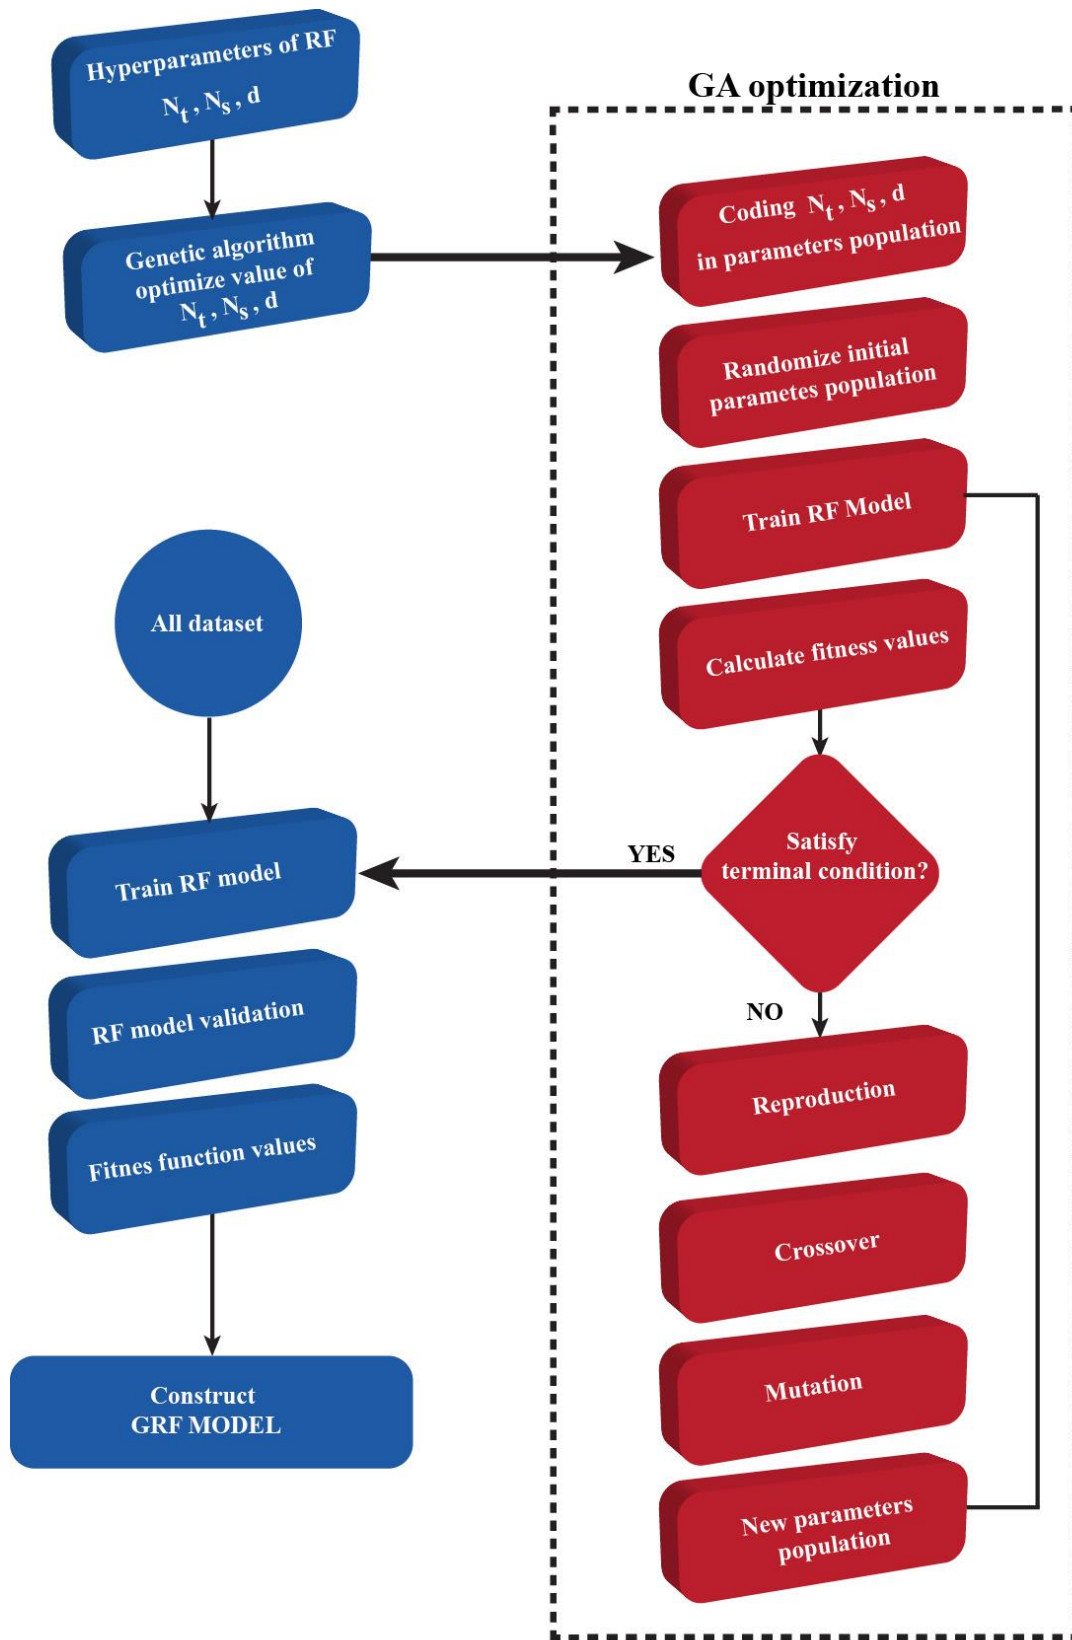 Hyperparameters of RF
Nt , Ns , d
Genetic algorithm
optimize value of
Nt , Ns , d
GA optimization
Coding Nt , Ns , d
in parameters population
Randomize initial
parametes population
Train RF Model
Calculate fitness values
Satisfy
terminal condition?
YES
NO
Reproduction
Crossover
Mutation
New parameters
population
All dataset
Train RF model
RF model validation
Fitnes function values
Construct
GRF MODEL